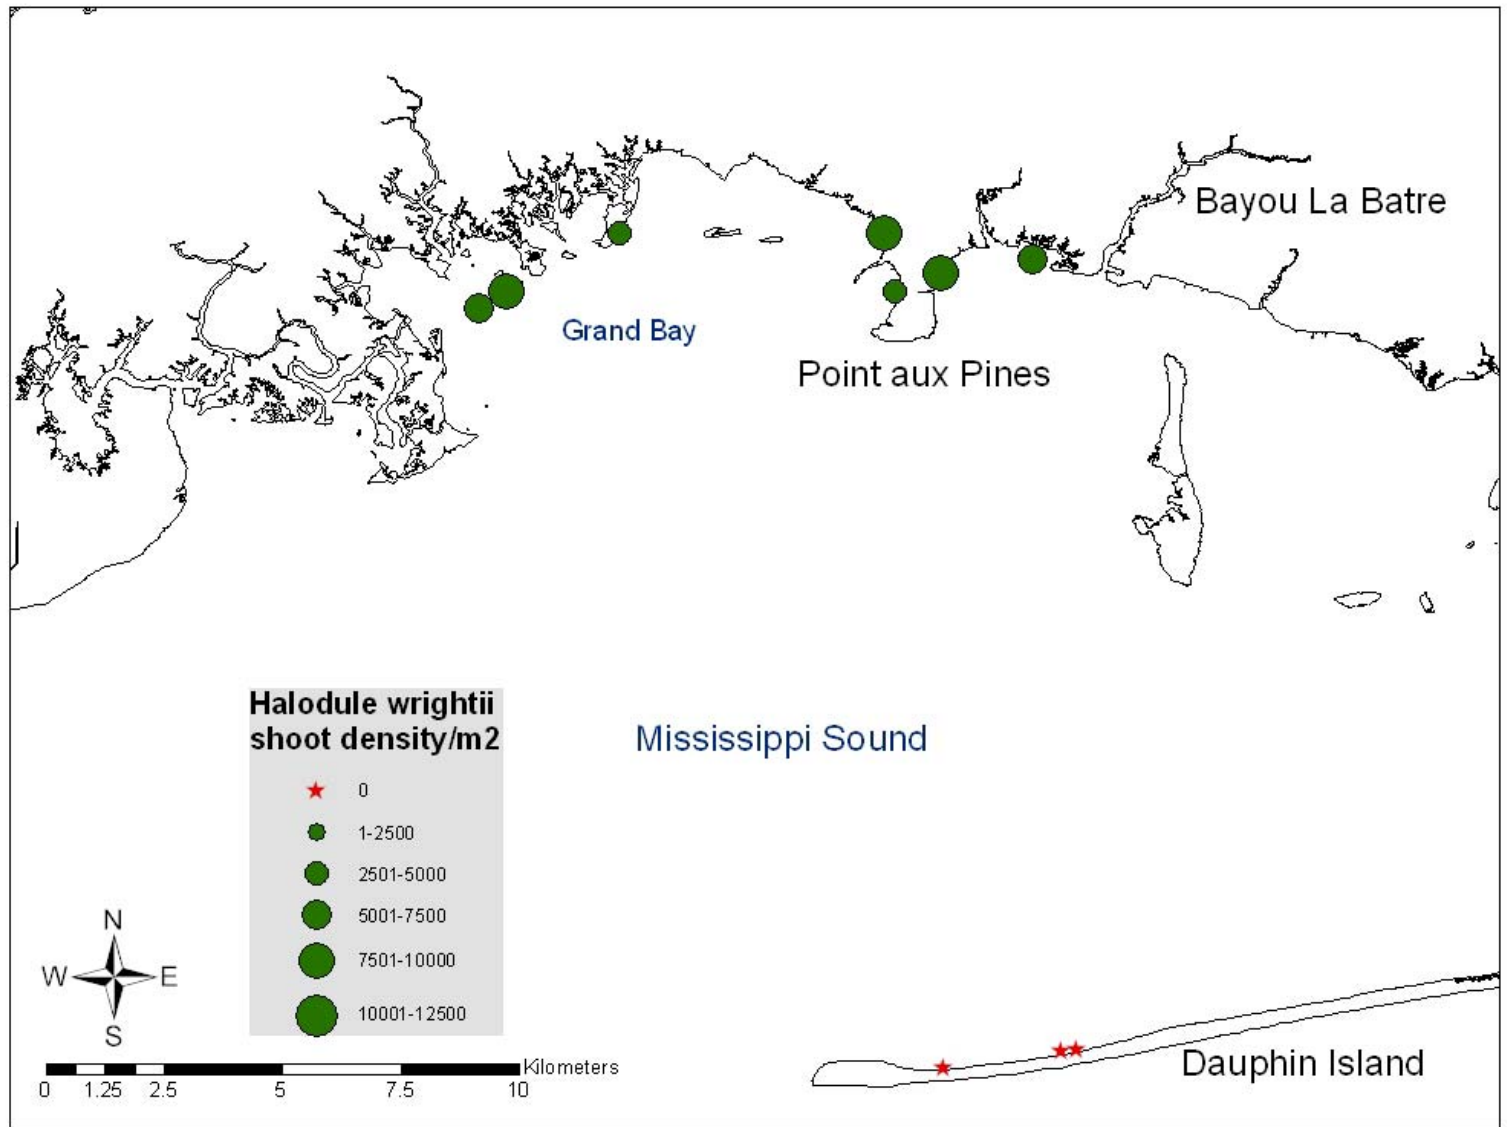 Bayou La Batre
Grand Bay
Point aux Pines
Halodule wrightii
shoot density/m2
Mississippi Sound
0
1-2500
2501-5000
5001-7500
7501-10000
10001-12500
N
W E
S
Kilometers
0 1.25 2.5 5 7.5 10
Dauphin Island